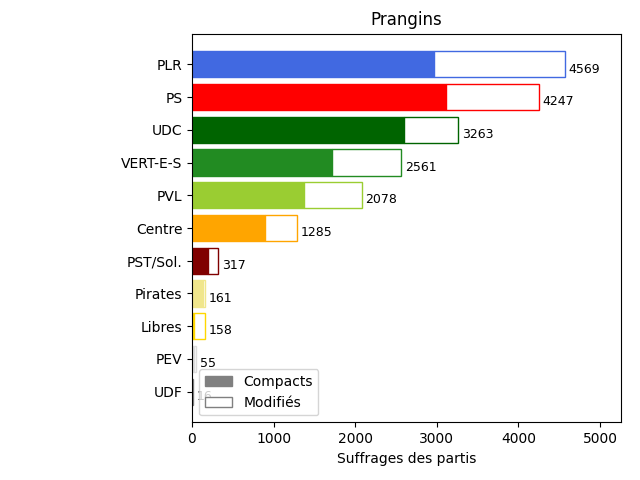 Prangins
PLR 4569
PS 4247
UDC 3263
VERT-E-S 2561
PVL 2078
Centre 1285
PST/Sol. 317
Pirates 161
Libres 158
PEV 55
UDF 16
Compacts
Modifiés
0 1000 2000 3000 4000 5000
Suffrages des partis